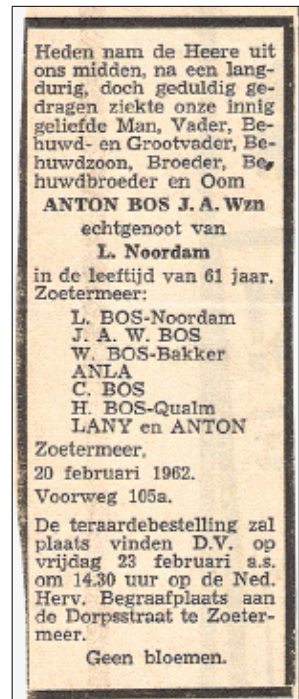 Heden nam de Heere uit
ons midden, na een lang-
durig, doch geduldig ge-
dragen ziekte onze innig
geliefde Man, Vader, Be-
huwd- en Grootvader, Be-
huwdzoon, Broeder, Be-
huwdbroeder en Oom
ANTON BOS J. A. Wzn
echtgenoot van
L. Noordam
in de leeftijd van 61 jaar.
Zoetermeer:
L. BOS-Noordam
J. A. W. BOS
W. BOS-Bakker
ANLA
C. BOS
H. BOS-Qualm
LANY en ANTON
Zoetermeer,
20 februari 1962.
Voorweg 105a.
De teraardebestelling zal
plaats vinden D.V. op
vrijdag 23 februari a.s.
om 14.30 uur op de Ned.
Herv. Begraafplaats aan
de Dorpsstraat te Zoeter-
meer.
Geen bloemen.